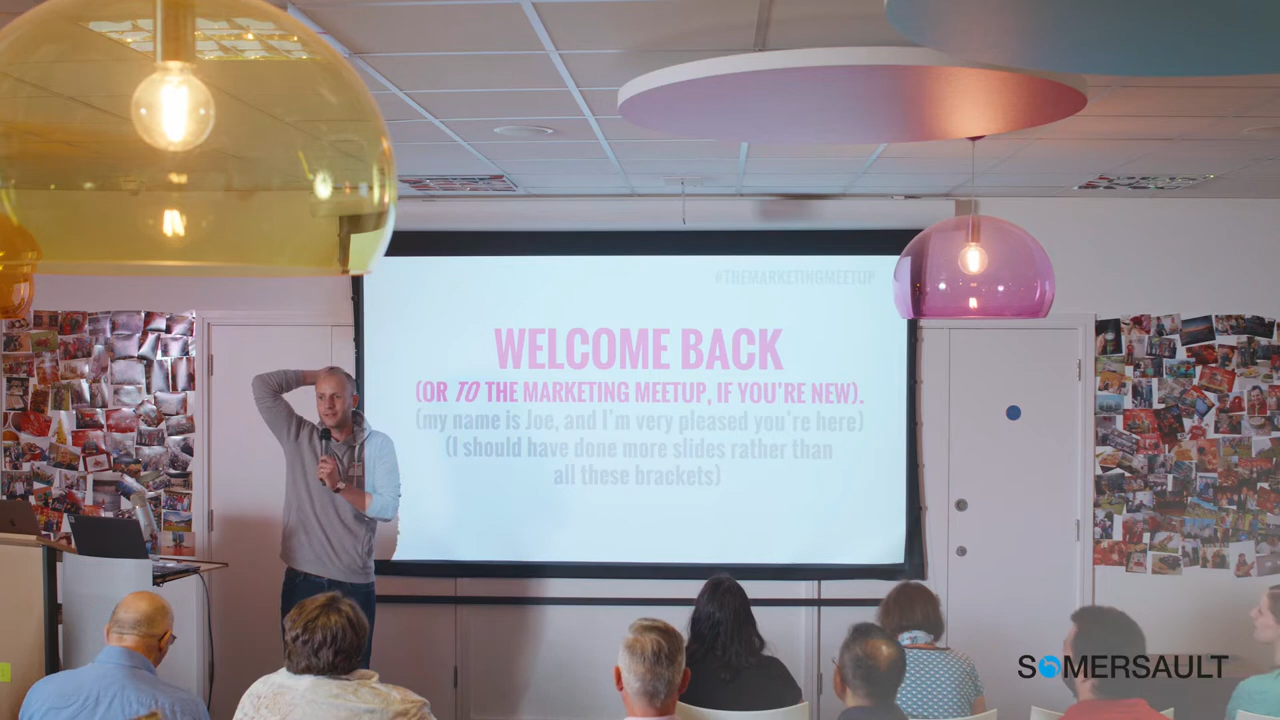 #THEMARKETINGMEETUP
WELCOME BACK
(OR TO THE MARKETING MEETUP, IF YOU'RE NEW).
(my name is Joe, and I'm very pleased you're here)
(I should have done more slides rather than
all these brackets)
SOMERSAULT